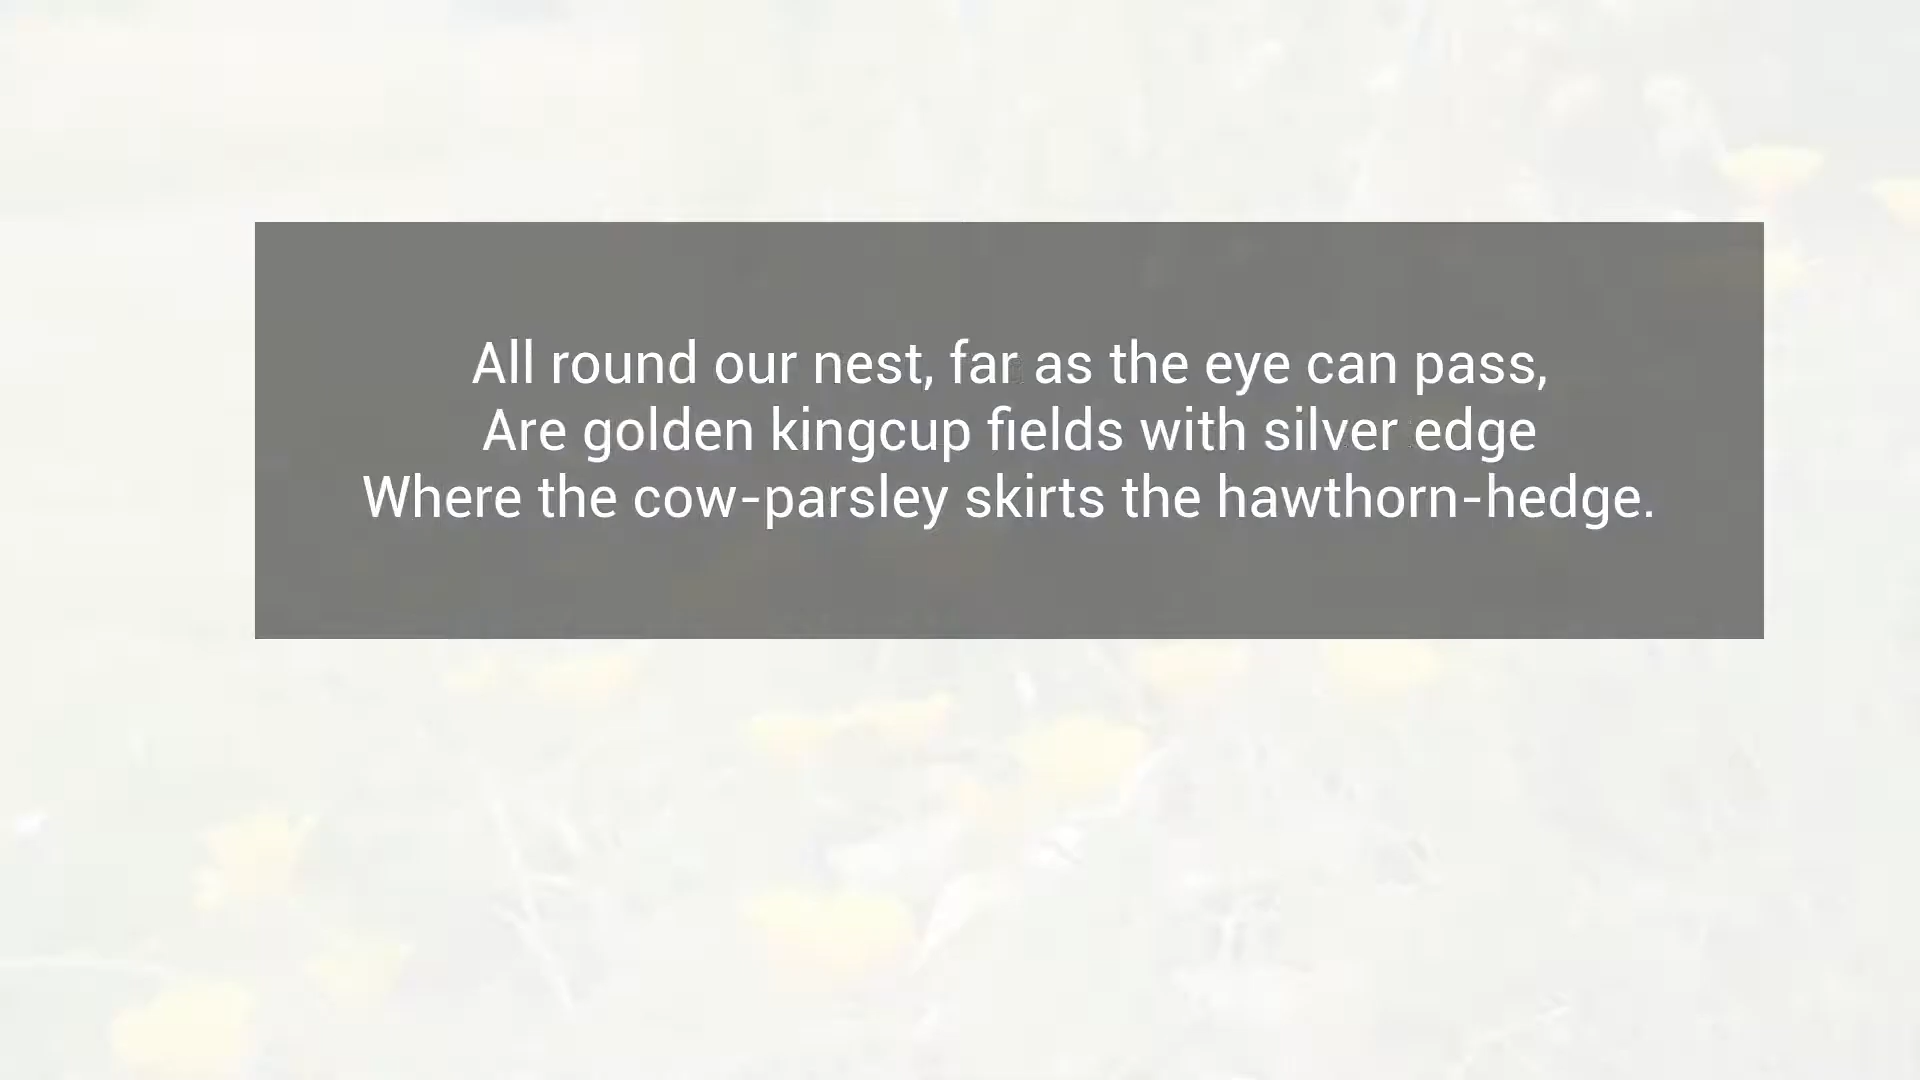 All round our nest, far as the eye can pass,
Are golden kingcup fields with silver edge
Where the cow-parsley skirts the hawthorn-hedge.